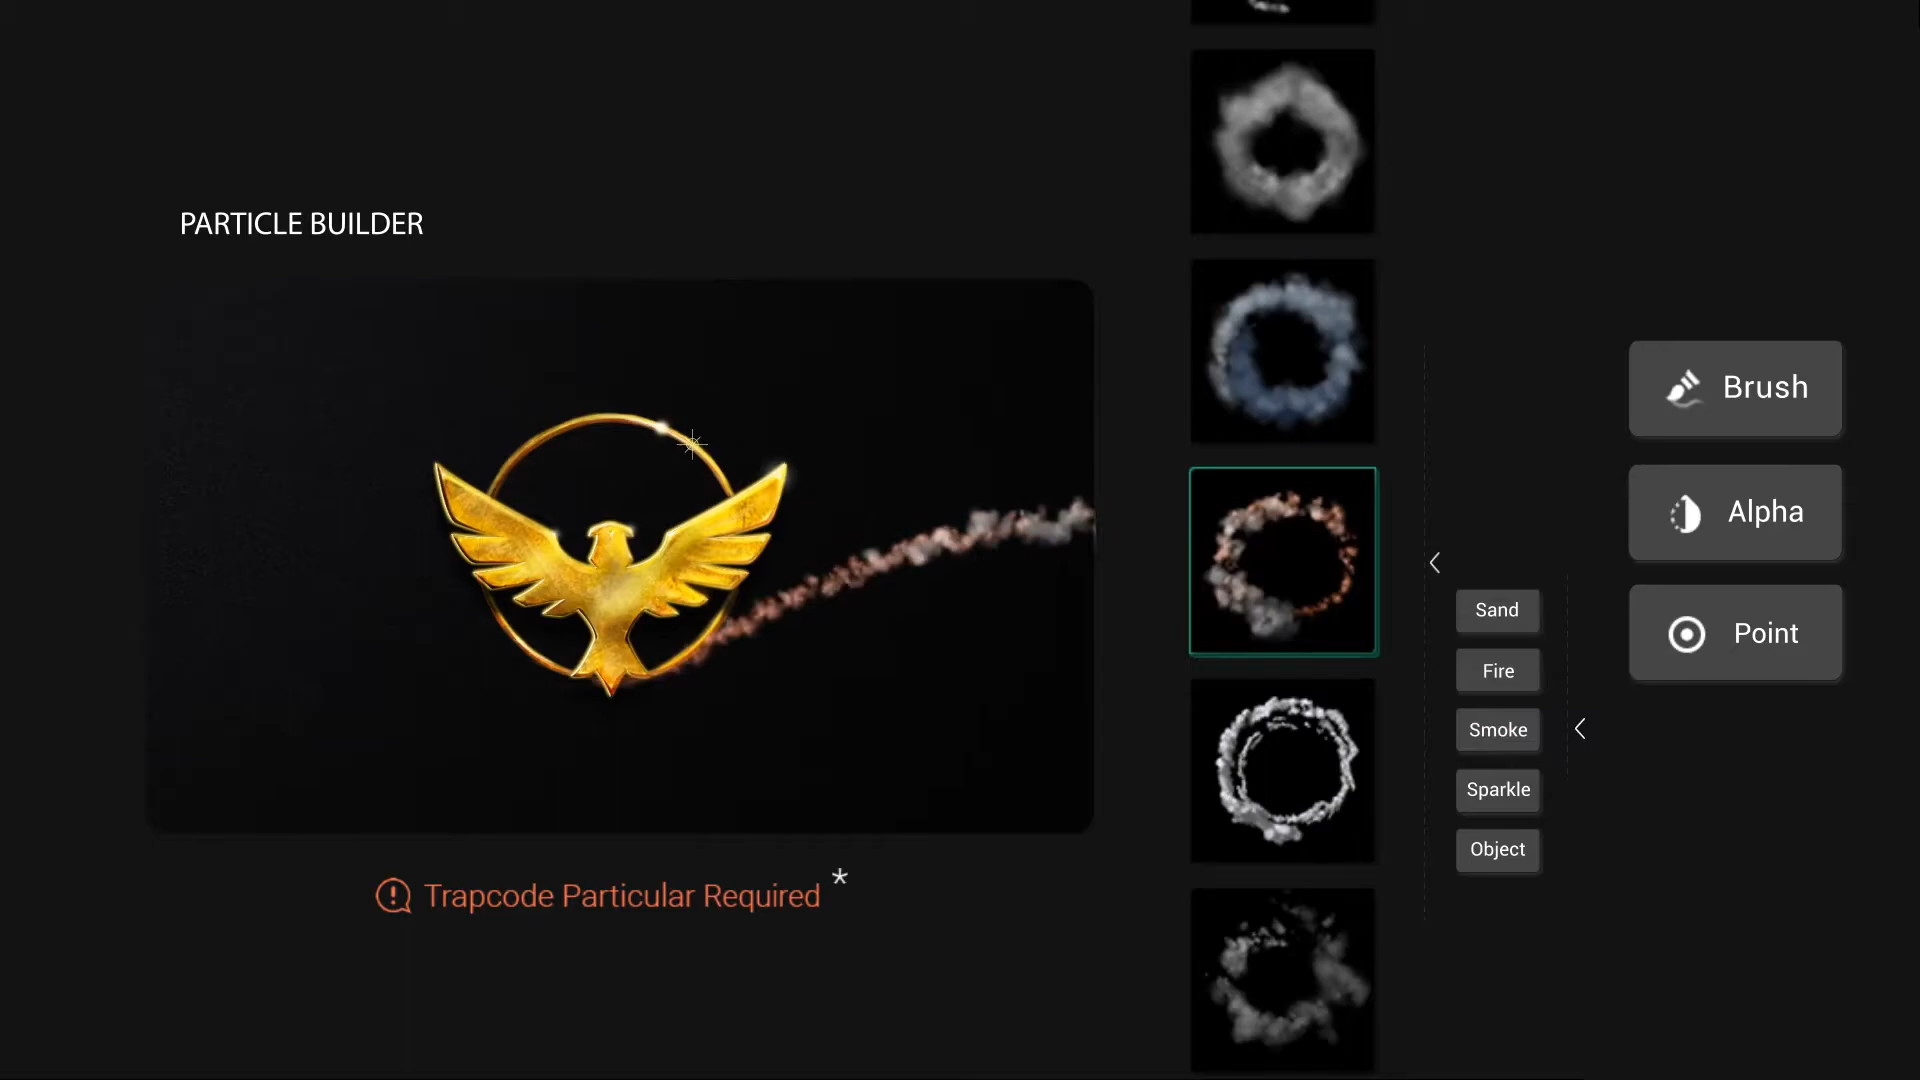 PARTICLE BUILDER
Trapcode Particular Required *
Sand
Fire
Smoke
Sparkle
Object
Brush
Alpha
Point